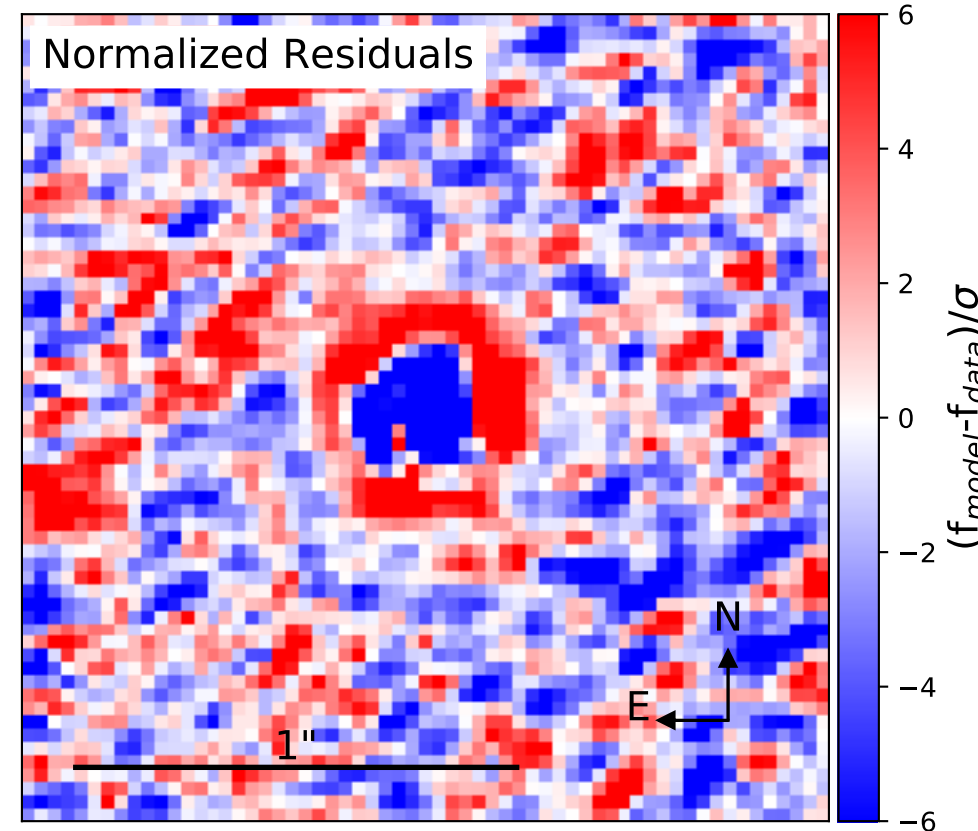 Normalized Residuals
6
4
2
0
−2
−4
−6
(f_model-f_data)/σ
N
E
1"